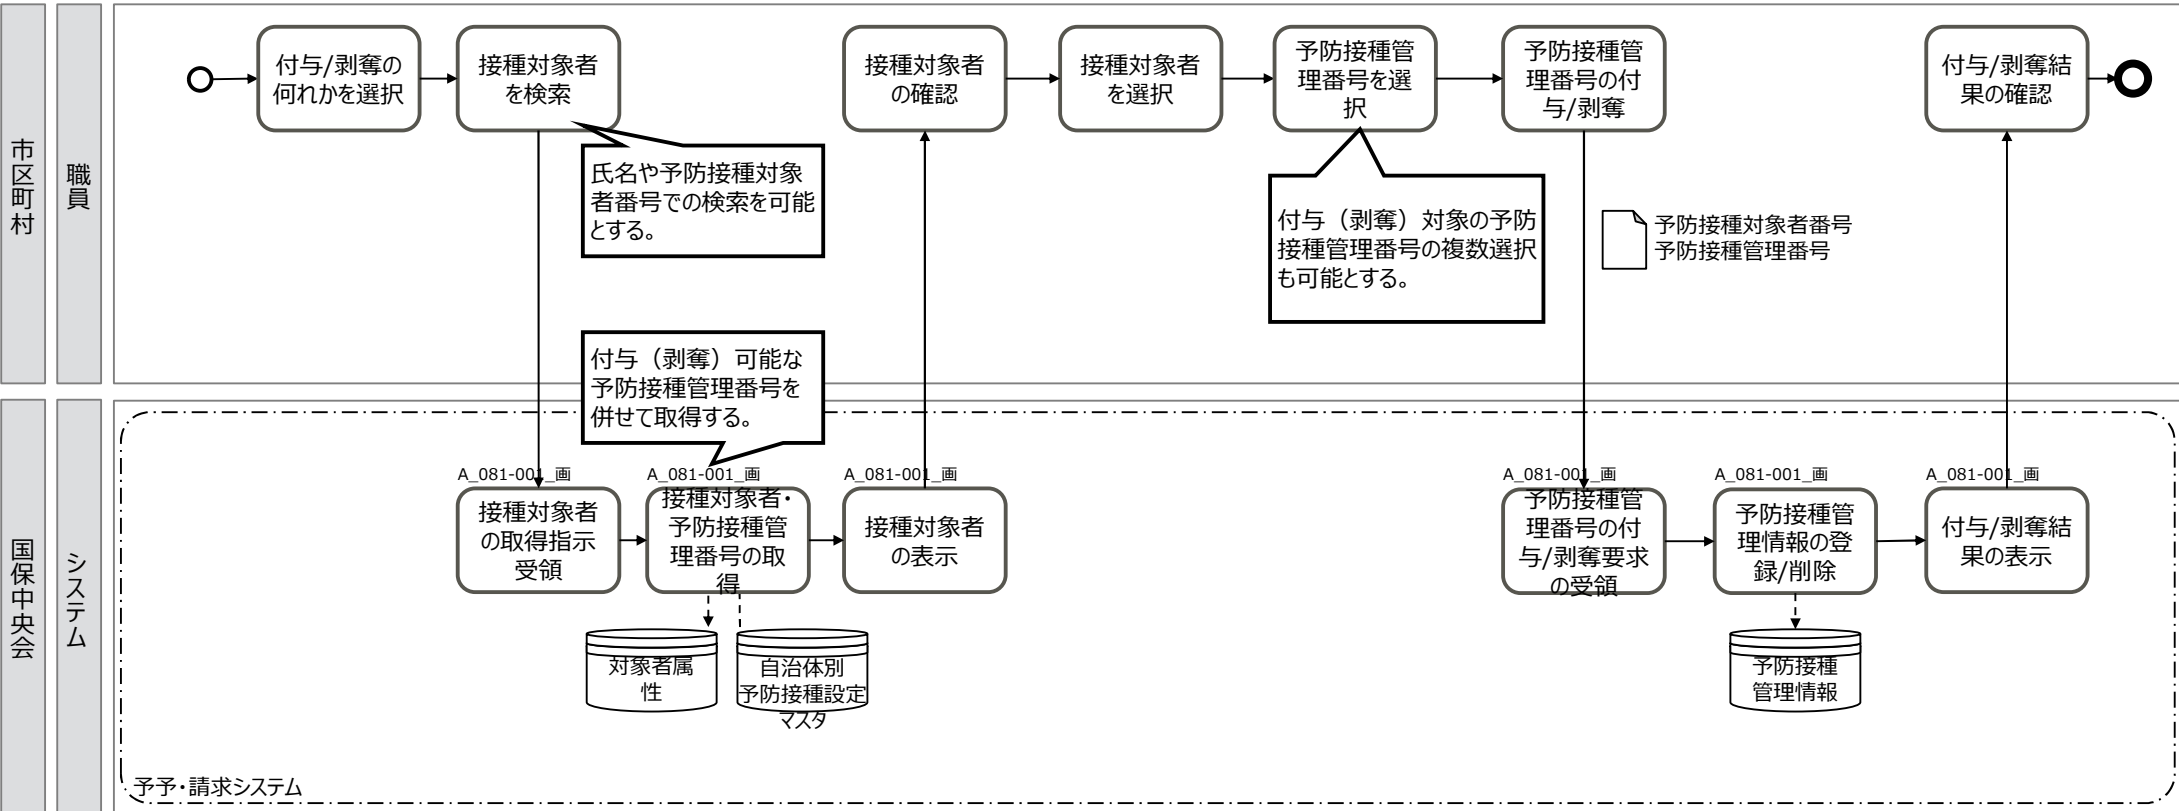 市区町村
職員
付与/剥奪の
何れかを選択
接種対象者
を検索
接種対象者
の確認
接種対象者
を選択
予防接種管
理番号を選
択
予防接種管
理番号の付
与/剥奪
付与/剥奪結
果の確認
氏名や予防接種対象
者番号での検索を可能
とする。
付与（剥奪）対象の予防
接種管理番号の複数選択
も可能とする。
予防接種対象者番号
予防接種管理番号
付与（剥奪）可能な
予防接種管理番号を
併せて取得する。
国保中央会
システム
A_081-001_画
接種対象者
の取得指示
受領
A_081-001_画
接種対象者・
予防接種管
理番号の取
得
A_081-001_画
接種対象者
の表示
A_081-001_画
予防接種管
理番号の付
与/剥奪要求
の受領
A_081-001_画
予防接種管
理情報の登
録/削除
A_081-001_画
付与/剥奪結
果の表示
対象者属
性
自治体別
予防接種設定
マスタ
予防接種
管理情報
予予・請求システム